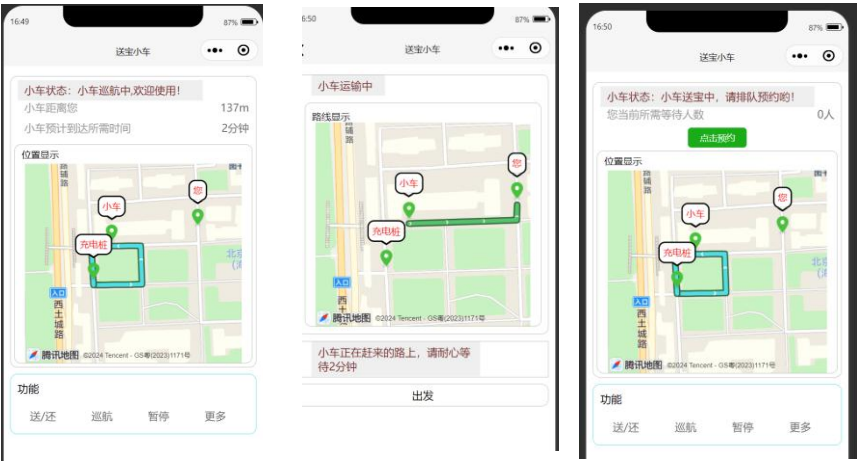 16:49
87%
送宝小车
小车状态：小车巡航中,欢迎使用!
小车距离您 137m
小车预计到达所需时间 2分钟
位置显示
辅路
您
小车
充电桩
入口
西土城路
腾讯地图 ©2024 Tencent - GS粤(2023)1171号
功能
送/还 巡航 暂停 更多
6:50
87%
送宝小车
小车运输中
路线显示
辅路
您
小车
充电桩
入口
西土
腾讯地图 ©2024 Tencent - GS粤(2023)1171号
小车正在赶来的路上，请耐心等
待2分钟
出发
16:50
87%
送宝小车
小车状态：小车送宝中，请排队预约哟!
您当前所需等待人数 0人
点击预约
位置显示
辅路
您
小车
充电桩
入口
西土城路
腾讯地图 ©2024 Tencent - GS粤(2023)1171号
功能
送/还 巡航 暂停 更多